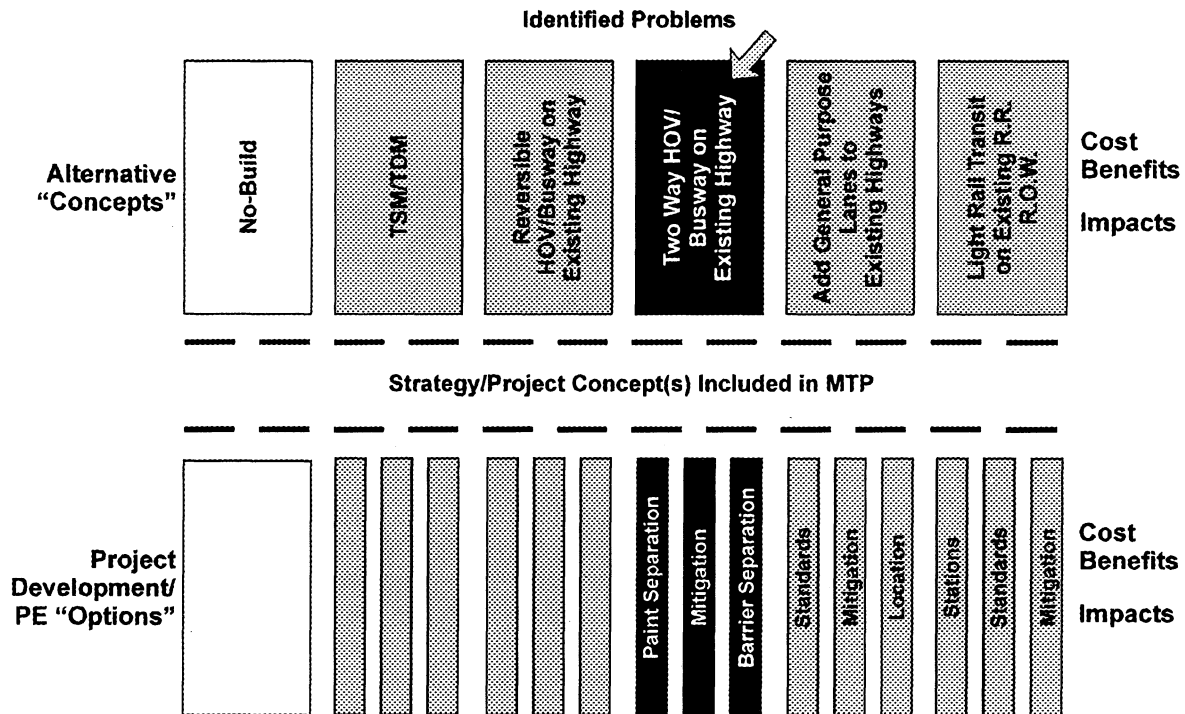 Identified Problems
Alternative
“Concepts”
No-Build
TSM/TDM
Reversible
HOV/Busway on
Existing Highway
Two Way HOV/
Busway on
Existing Highway
Add General Purpose
Lanes to
Existing Highways
Light Rail Transit
on Existing R.R.
R.O.W.
Cost
Benefits
Impacts
Strategy/Project Concept(s) Included in MTP
Project
Development/
PE “Options”
Paint Separation
Mitigation
Barrier Separation
Standards
Mitigation
Location
Stations
Standards
Mitigation
Cost
Benefits
Impacts